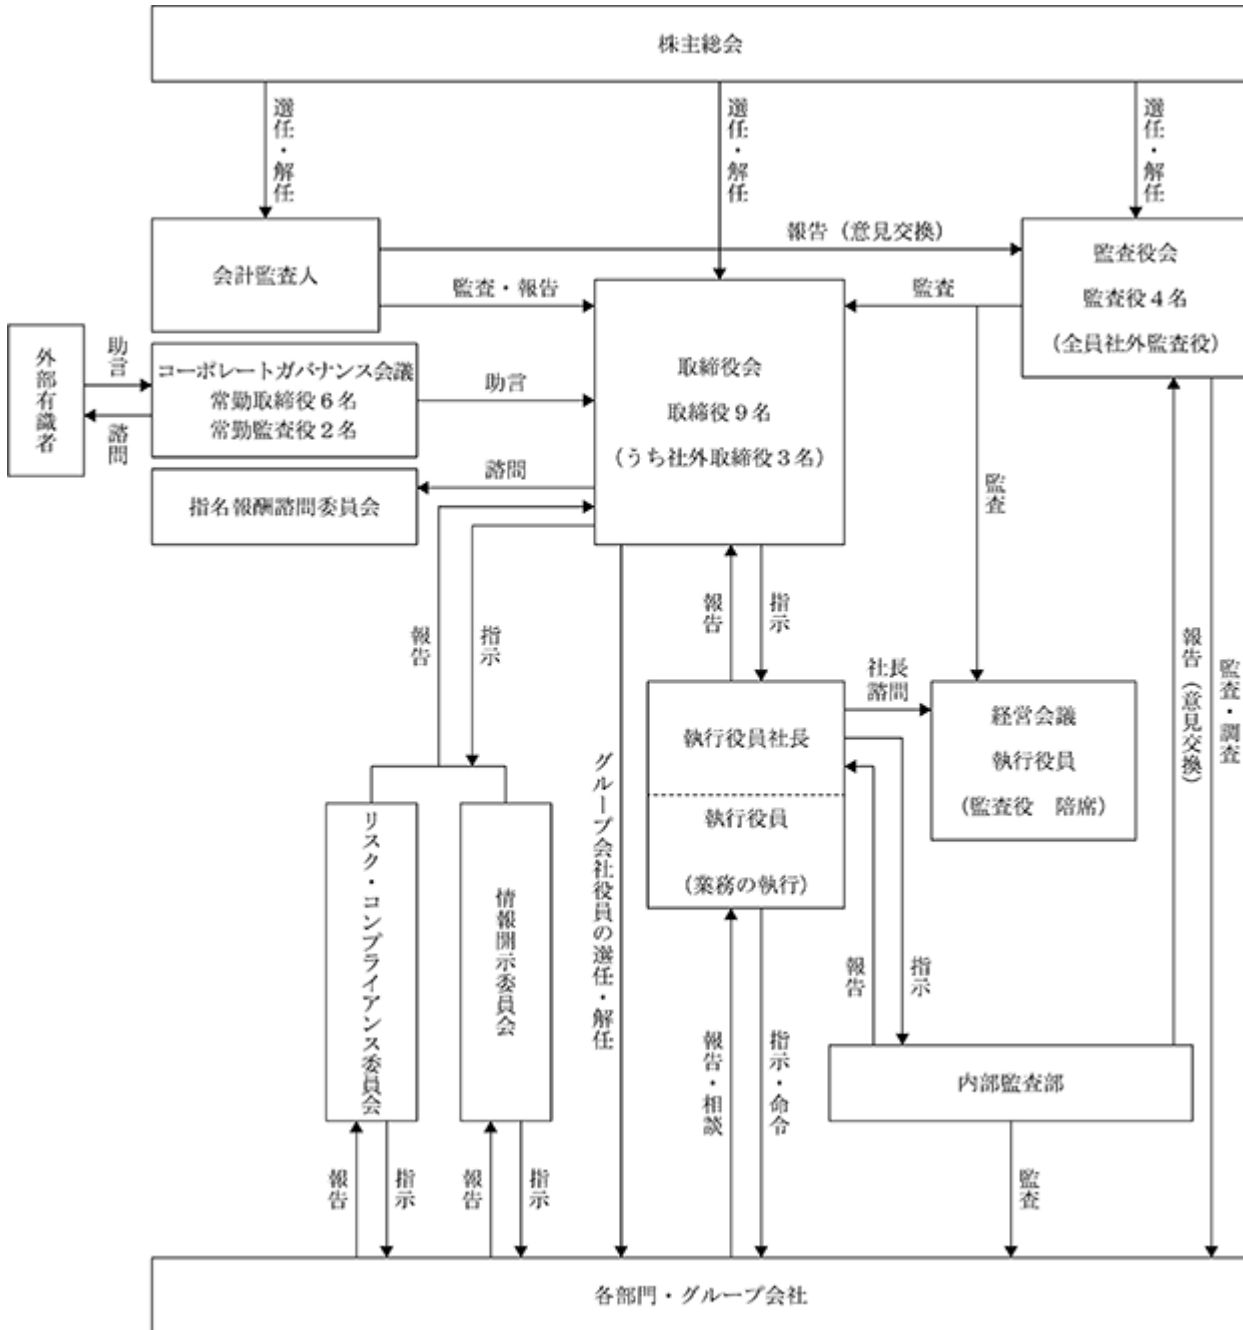 株主総会
選任・解任
選任・解任
選任・解任
会計監査人
報告（意見交換）
監査・報告
監査役会
監査役４名
（全員社外監査役）
監査
外部有識者
助言
諮問
コーポレートガバナンス会議
常勤取締役６名
常勤監査役２名
助言
取締役会
取締役９名
（うち社外取締役３名）
諮問
指名報酬諮問委員会
監査
報告
指示
報告
指示
報告（意見交換）
監査・調査
社長
諮問
執行役員社長
執行役員
（業務の執行）
経営会議
執行役員
（監査役　陪席）
グループ会社役員の選任・解任
リスク・コンプライアンス委員会
情報開示委員会
報告
指示
内部監査部
報告・相談
指示・命令
報告
指示
報告
指示
監査
各部門・グループ会社